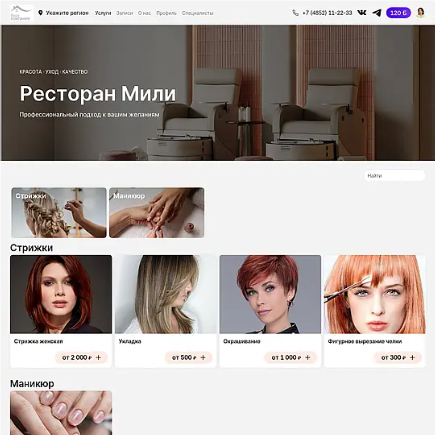 Укажите регион
Услуги
Записи
О нас
Профиль
Специалисты
+7 (4852) 11-22-33
120 Б
КРАСОТА · УХОД · КАЧЕСТВО
Ресторан Мили
Профессиональный подход к вашим желаниям
Найти
Стрижки
Маникюр
Стрижки
Стрижка женская
от 2 000 ₽ +
Укладка
от 500 ₽ +
Окрашивание
от 1 000 ₽ +
Фигурное вырезание челки
от 300 ₽ +
Маникюр